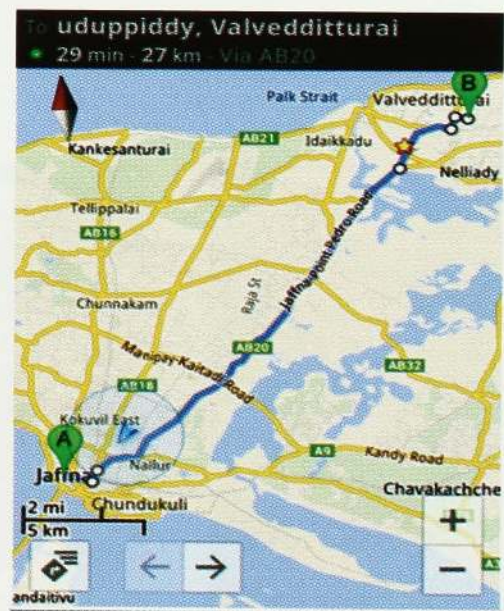 To uduppiddy, Valvedditturai
29 min - 27 km - Via AB20
Palk Strait
Valvedditturai
B
AB21
Idaikkadu
Kankesanturai
Nelliady
Tellippalai
AB16
Jaffna-Point Pedro Road
Raja St
Chunnakam
AB20
Manipay-Kaitadi Road
AB32
AB18
Kokuvil East
A
A9
Kandy Road
Jaffna
Nallur
Chavakachche
2 mi
Chundukuli
5 km
+
−
← →
andaitivu